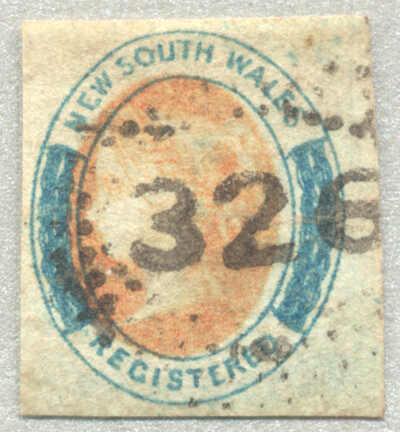 NEW SOUTH WALES
326
REGISTERED